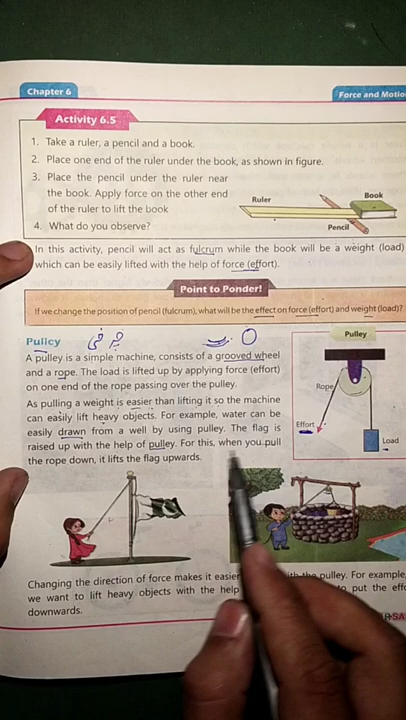 Chapter 6
Force and Motio
Activity 6.5
1. Take a ruler, a pencil and a book.
2. Place one end of the ruler under the book, as shown in figure.
3. Place the pencil under the ruler near
the book. Apply force on the other end
of the ruler to lift the book
4. What do you observe?
Ruler
Book
Pencil
In this activity, pencil will act as fulcrum while the book will be a weight (load)
which can be easily lifted with the help of force (effort).
Point to Ponder!
If we change the position of pencil (fulcrum), what will be the effect on force (effort) and weight (load)?
Pullcy
A pulley is a simple machine, consists of a grooved wheel
and a rope. The load is lifted up by applying force (effort)
on one end of the rope passing over the pulley.
As pulling a weight is easier than lifting it so the machine
can easily lift heavy objects. For example, water can be
easily drawn from a well by using pulley. The flag is
raised up with the help of pulley. For this, when you pull
the rope down, it lifts the flag upwards.
Pulley
Rope
Effort
Load
Changing the direction of force makes it easier the pulley. For example,
we want to lift heavy objects with the help put the effo
downwards.